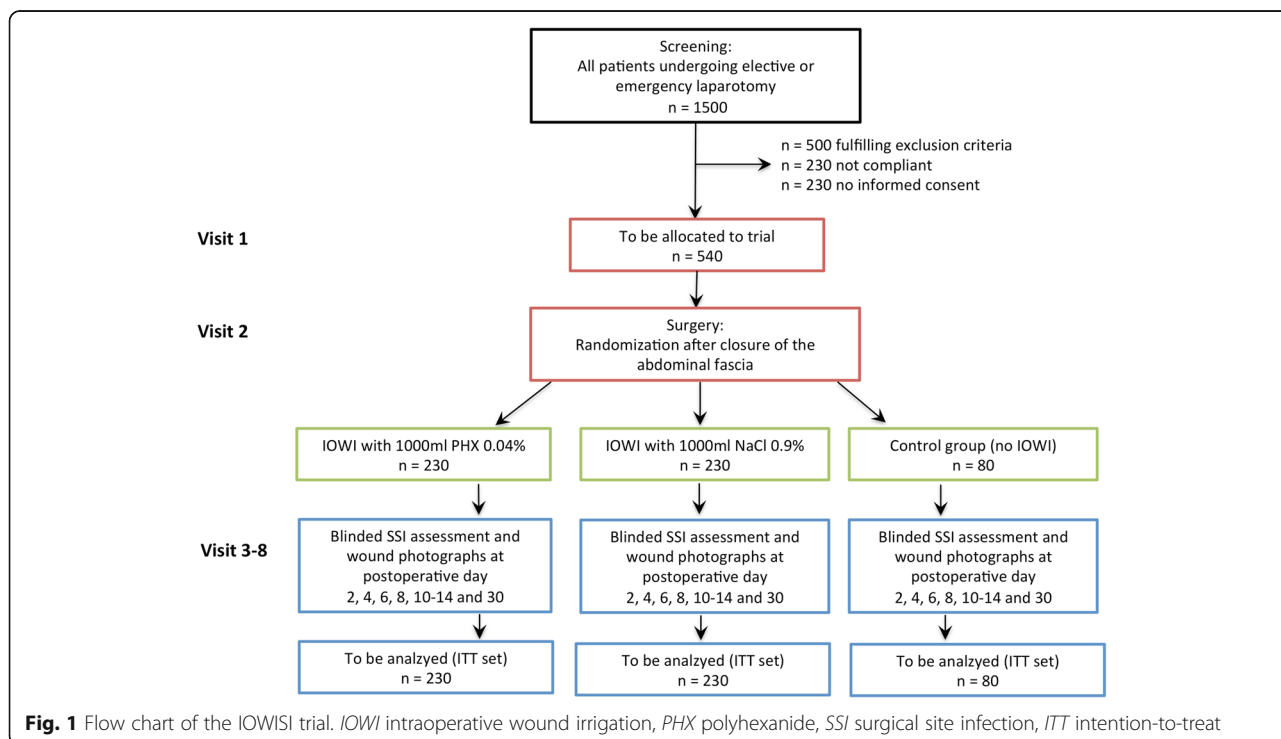 Screening:
All patients undergoing elective or
emergency laparotomy
n = 1500
n = 500 fulfilling exclusion criteria
n = 230 not compliant
n = 230 no informed consent
Visit 1
To be allocated to trial
n = 540
Visit 2
Surgery:
Randomization after closure of the
abdominal fascia
IOWI with 1000ml PHX 0.04%
n = 230
IOWI with 1000ml NaCl 0.9%
n = 230
Control group (no IOWI)
n = 80
Visit 3-8
Blinded SSI assessment and
wound photographs at
postoperative day
2, 4, 6, 8, 10-14 and 30
Blinded SSI assessment and
wound photographs at
postoperative day
2, 4, 6, 8, 10-14 and 30
Blinded SSI assessment and
wound photographs at
postoperative day
2, 4, 6, 8, 10-14 and 30
To be analzyed (ITT set)
n = 230
To be analzyed (ITT set)
n = 230
To be analzyed (ITT set)
n = 80
Fig. 1 Flow chart of the IOWISI trial. IOWI intraoperative wound irrigation, PHX polyhexanide, SSI surgical site infection, ITT intention-to-treat